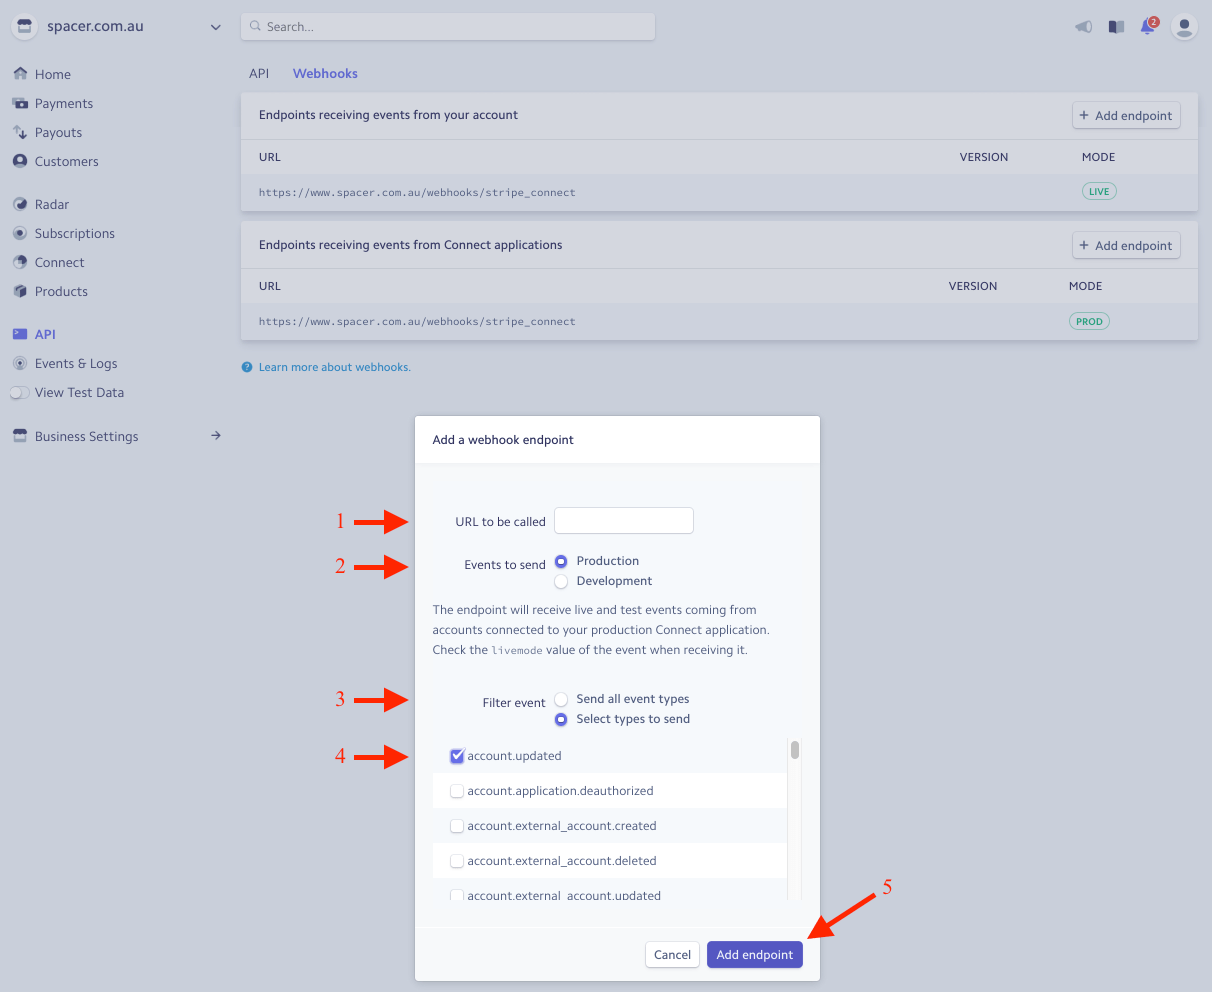 spacer.com.au
Search...
2
Home
Payments
Payouts
Customers
Radar
Subscriptions
Connect
Products
API
Events & Logs
View Test Data
Business Settings
API Webhooks
Endpoints receiving events from your account
+ Add endpoint
URL VERSION MODE
https://www.spacer.com.au/webhooks/stripe_connect LIVE
Endpoints receiving events from Connect applications
+ Add endpoint
URL VERSION MODE
https://www.spacer.com.au/webhooks/stripe_connect PROD
? Learn more about webhooks.
Add a webhook endpoint
1 URL to be called
2 Events to send Production
Development
The endpoint will receive live and test events coming from
accounts connected to your production Connect application.
Check the livemode value of the event when receiving it.
3 Filter event Send all event types
Select types to send
4 account.updated
account.application.deauthorized
account.external_account.created
account.external_account.deleted
account.external_account.updated
5
Cancel Add endpoint